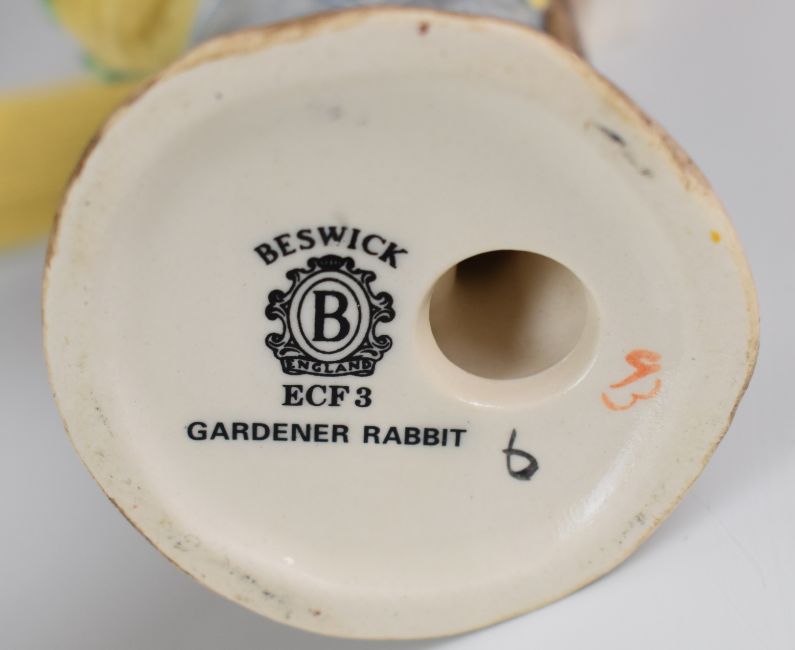 BESWICK
B
ENGLAND
ECF 3
GARDENER RABBIT
6